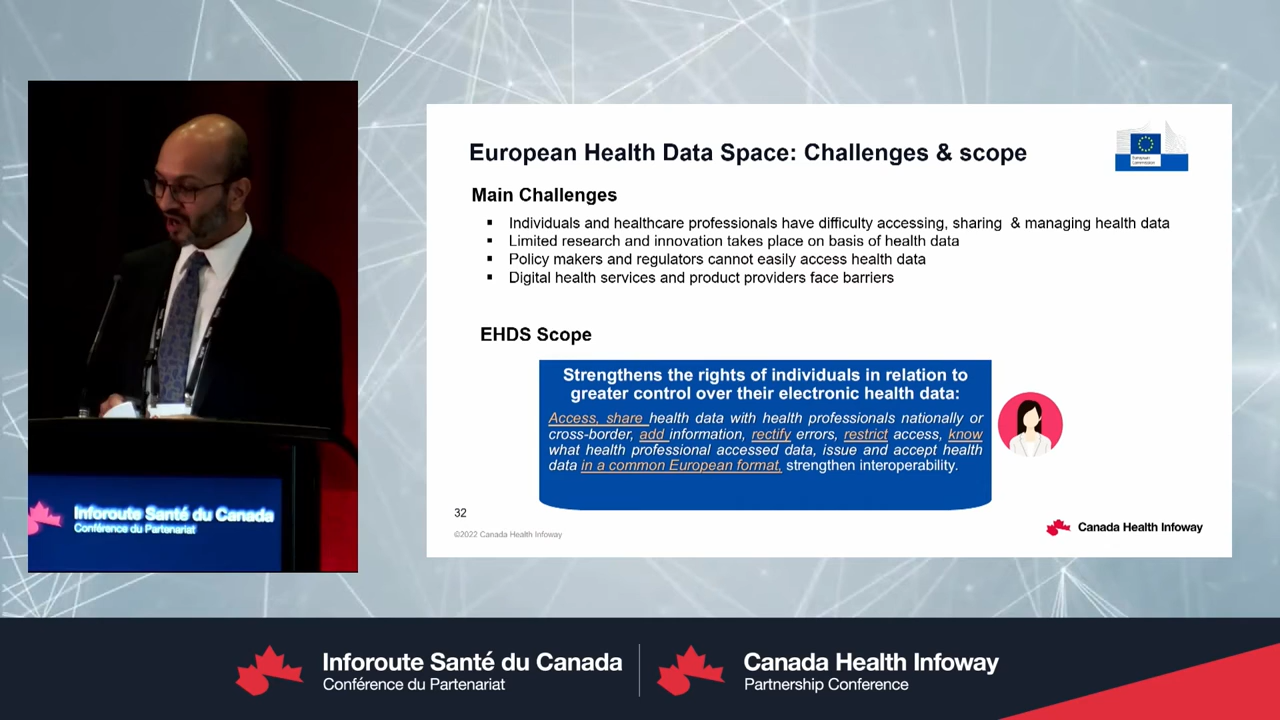 European Health Data Space: Challenges & scope
European
Commission
Main Challenges
▪ Individuals and healthcare professionals have difficulty accessing, sharing & managing health data
▪ Limited research and innovation takes place on basis of health data
▪ Policy makers and regulators cannot easily access health data
▪ Digital health services and product providers face barriers
EHDS Scope
Strengthens the rights of individuals in relation to
greater control over their electronic health data:
Access, share health data with health professionals nationally or
cross-border, add information, rectify errors, restrict access, know
what health professional accessed data, issue and accept health
data in a common European format, strengthen interoperability.
32
©2022 Canada Health Infoway
Canada Health Infoway
Inforoute Santé du Canada
Conférence du Partenariat
Inforoute Santé du Canada
Conférence du Partenariat
Canada Health Infoway
Partnership Conference